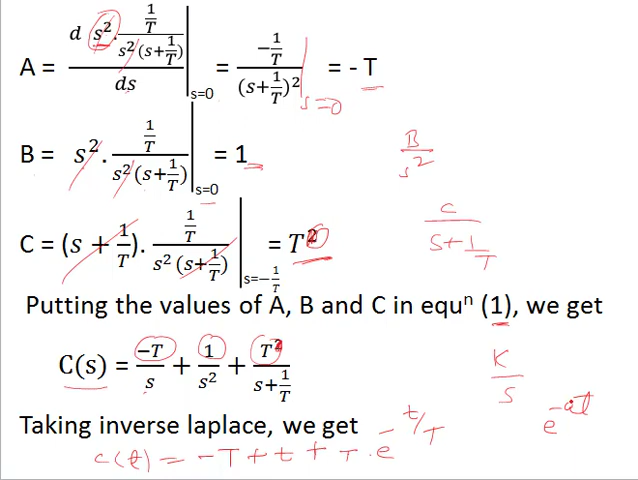 A = d s². (1/T)/(s²(s+1/T)) / ds |s=0 = (-1/T)/((s+1/T)²) | s=0 = - T
B = s². (1/T)/(s²(s+1/T)) |s=0 = 1 B/s²
C = (s + 1/T). (1/T)/(s²(s+1/T)) |s=-1/T = T² C/(S+1/T)
Putting the values of A, B and C in equⁿ (1), we get
C(s) = -T/s + 1/s² + T²/(s+1/T) K/S
Taking inverse laplace, we get e^-at
c(t) = -T + t + T . e^-t/T